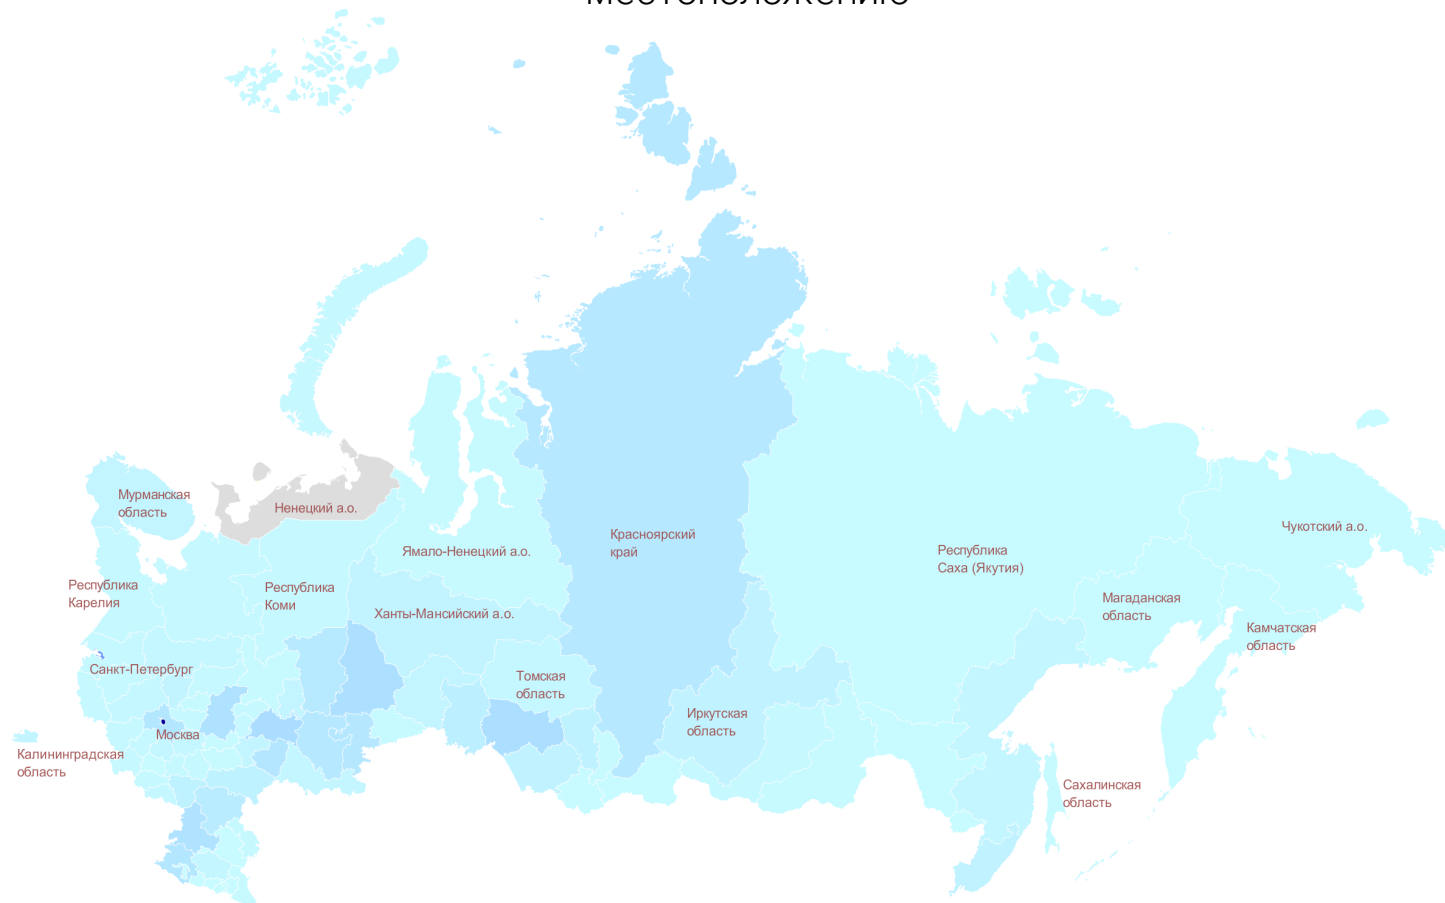 местоположению
Мурманская
область
Ненецкий а.о.
Красноярский
край
Чукотский а.о.
Ямало-Ненецкий а.о.
Республика
Саха (Якутия)
Республика
Карелия
Республика
Коми
Ханты-Мансийский а.о.
Магаданская
область
Камчатская
область
Санкт-Петербург
Томская
область
Иркутская
область
Москва
Калининградская
область
Сахалинская
область